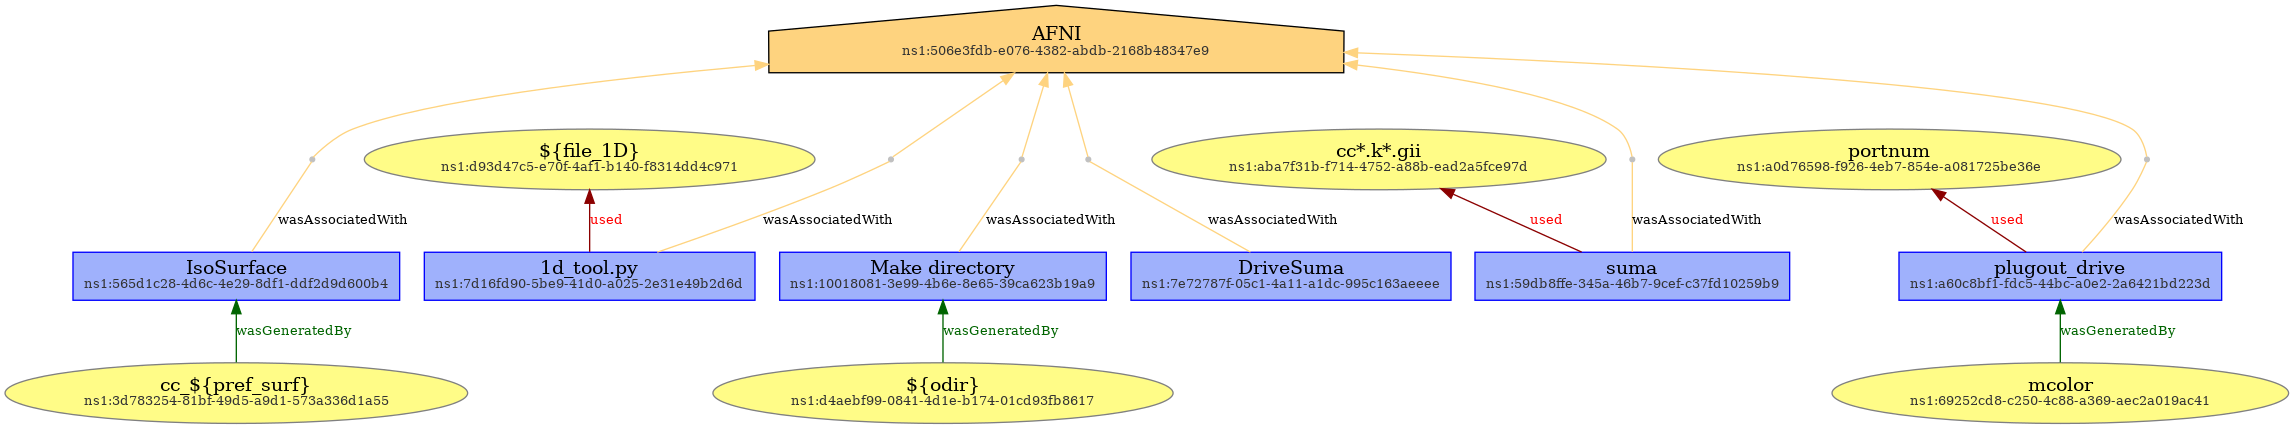 AFNI
ns1:506e3fdb-e076-4382-abdb-2168b48347e9
${file_1D}
ns1:d93d47c5-e70f-4af1-b140-f8314dd4c971
cc*.k*.gii
ns1:aba7f31b-f714-4752-a88b-ead2a5fce97d
portnum
ns1:a0d76598-f926-4eb7-854e-a081725be36e
wasAssociatedWith
used
wasAssociatedWith
wasAssociatedWith
wasAssociatedWith
used
wasAssociatedWith
used
wasAssociatedWith
IsoSurface
ns1:565d1c28-4d6c-4e29-8df1-ddf2d9d600b4
1d_tool.py
ns1:7d16fd90-5be9-41d0-a025-2e31e49b2d6d
Make directory
ns1:10018081-3e99-4b6e-8e65-39ca623b19a9
DriveSuma
ns1:7e72787f-05c1-4a11-a1dc-995c163aeeee
suma
ns1:59db8ffe-345a-46b7-9cef-c37fd10259b9
plugout_drive
ns1:a60c8bf1-fdc5-44bc-a0e2-2a6421bd223d
wasGeneratedBy
wasGeneratedBy
wasGeneratedBy
cc_${pref_surf}
ns1:3d783254-81bf-49d5-a9d1-573a336d1a55
${odir}
ns1:d4aebf99-0841-4d1e-b174-01cd93fb8617
mcolor
ns1:69252cd8-c250-4c88-a369-aec2a019ac41